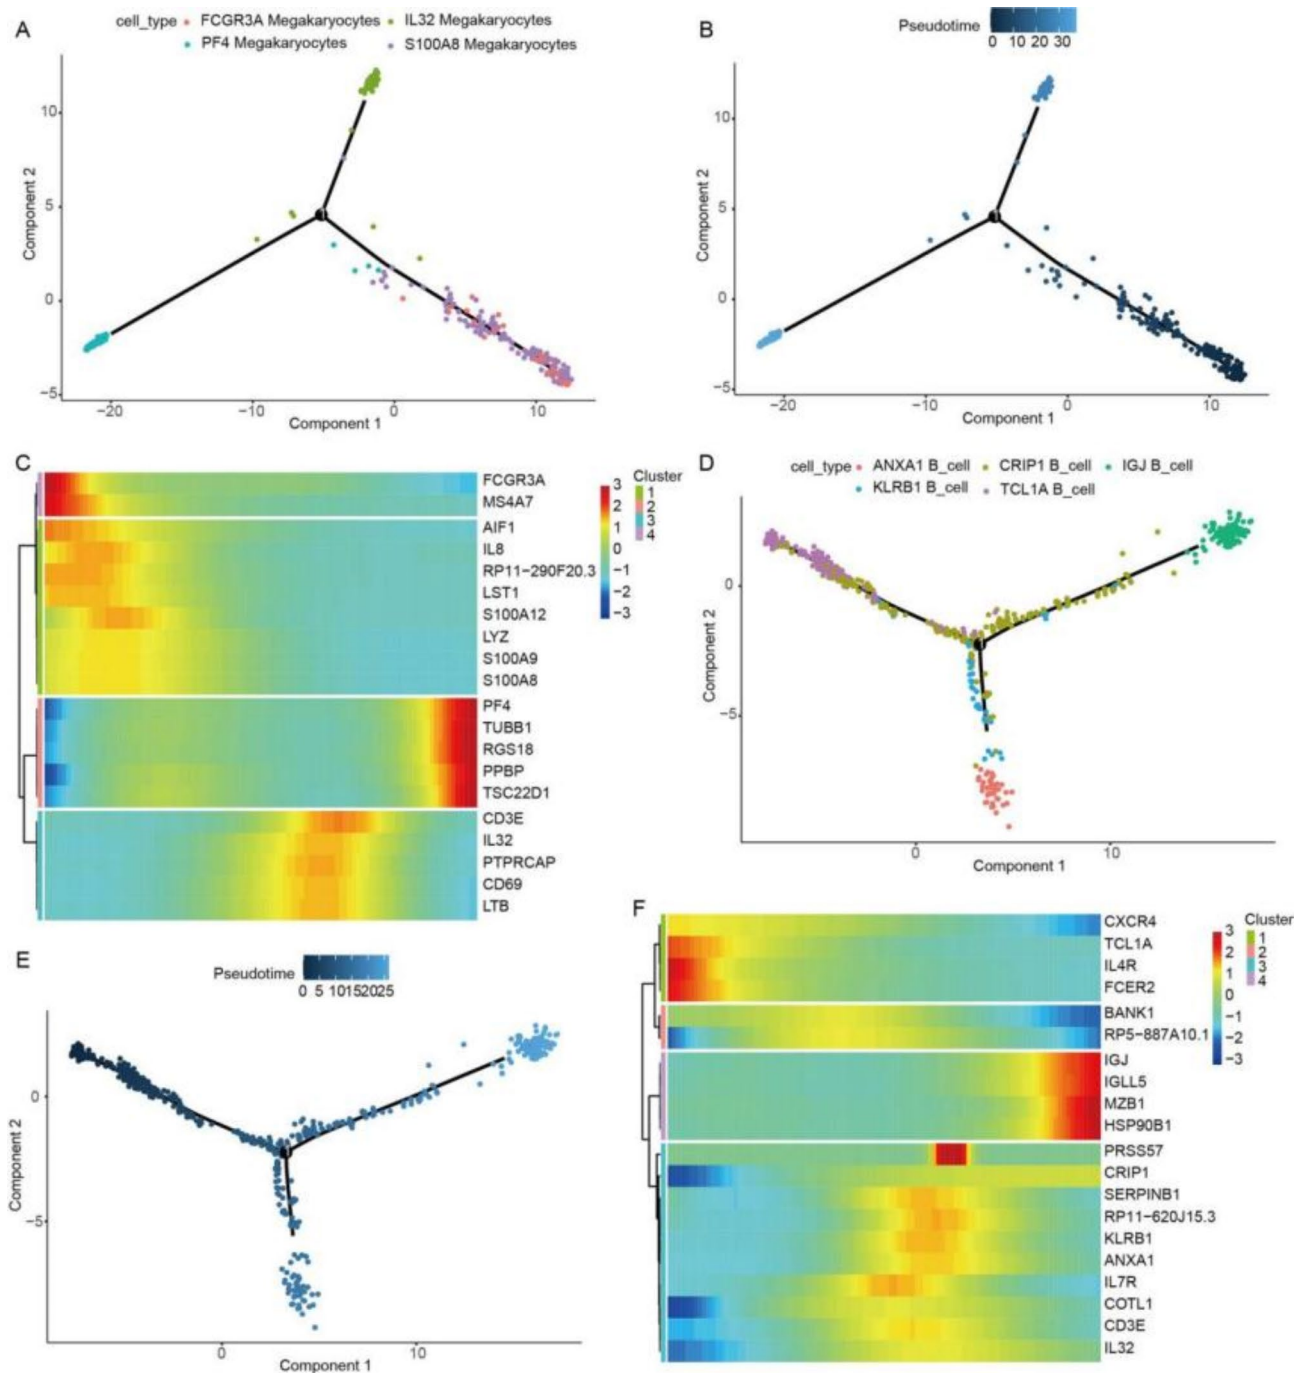 A
cell_type FCGR3A Megakaryocytes IL32 Megakaryocytes
PF4 Megakaryocytes S100A8 Megakaryocytes
10
5
0
−5
Component 2
−20 −10 0 10
Component 1
B
Pseudotime
0 10 20 30
10
5
0
−5
Component 2
−20 −10 0 10
Component 1
C
FCGR3A
MS4A7
AIF1
IL8
RP11−290F20.3
LST1
S100A12
LYZ
S100A9
S100A8
PF4
TUBB1
RGS18
PPBP
TSC22D1
CD3E
IL32
PTPRCAP
CD69
LTB
3
2
1
0
−1
−2
−3
Cluster
1
2
3
4
D
cell_type ANXA1 B_cell CRIP1 B_cell IGJ B_cell
KLRB1 B_cell TCL1A B_cell
0
−5
Component 2
0 10
Component 1
E
Pseudotime
0 5 10152025
0
−5
Component 2
0 10
Component 1
F
CXCR4
TCL1A
IL4R
FCER2
BANK1
RP5−887A10.1
IGJ
IGLL5
MZB1
HSP90B1
PRSS57
CRIP1
SERPINB1
RP11−620J15.3
KLRB1
ANXA1
IL7R
COTL1
CD3E
IL32
3
2
1
0
−1
−2
−3
Cluster
1
2
3
4